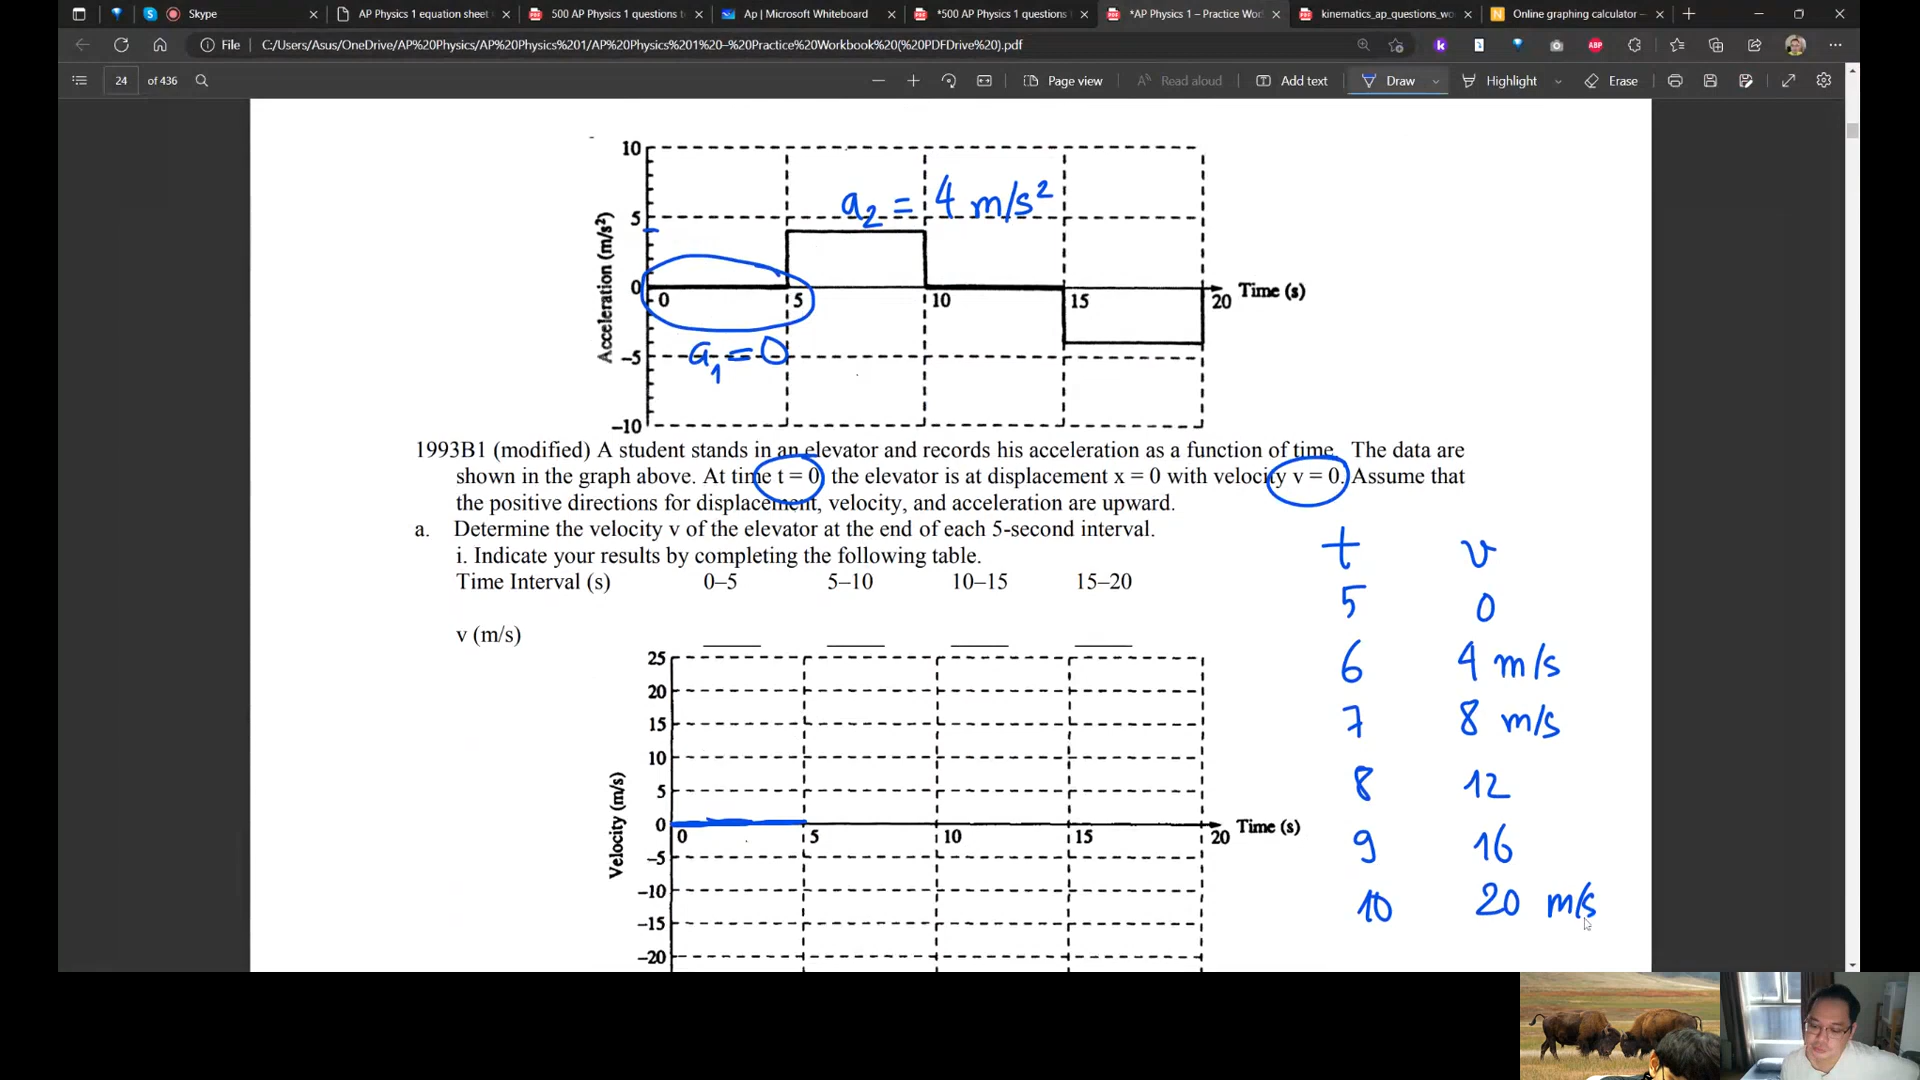 Skype
AP Physics 1 equation sheet
500 AP Physics 1 questions t
Ap | Microsoft Whiteboard
*500 AP Physics 1 questions
*AP Physics 1 – Practice Wor
kinematics_ap_questions_wo
Online graphing calculator
File C:/Users/Asus/OneDrive/AP%20Physics/AP%20Physics%201/AP%20Physics%201%20-%20Practice%20Workbook%20(%20PDFDrive%20).pdf
ABP
24 of 436 Page view Read aloud Add text Draw Highlight Erase
10
a₂ = 4 m/s²
5
Acceleration (m/s²)
0
0 5 10 15 20 Time (s)
a₁ = 0
−5
−10
1993B1 (modified) A student stands in an elevator and records his acceleration as a function of time. The data are
shown in the graph above. At time t = 0, the elevator is at displacement x = 0 with velocity v = 0. Assume that
the positive directions for displacement, velocity, and acceleration are upward.
a. Determine the velocity v of the elevator at the end of each 5-second interval.
i. Indicate your results by completing the following table.
Time Interval (s) 0–5 5–10 10–15 15–20
v (m/s)
t v
5 0
6 4 m/s
7 8 m/s
8 12
9 16
10 20 m/s
25
20
15
10
5
0
−5
−10
−15
−20
Velocity (m/s)
0 5 10 15 20 Time (s)